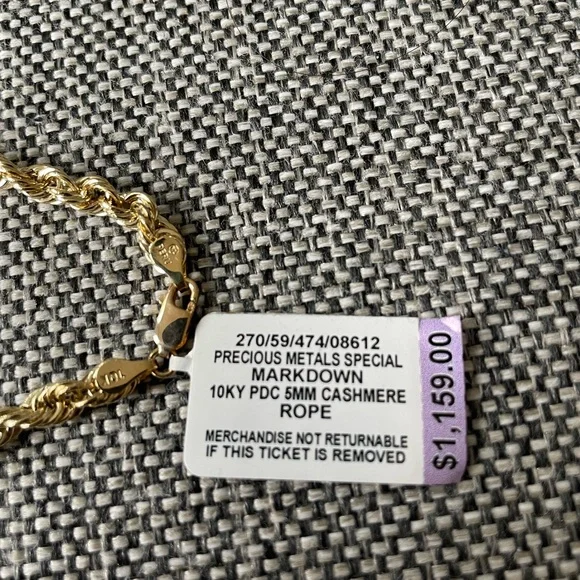 270/59/474/08612
PRECIOUS METALS SPECIAL
MARKDOWN
10KY PDC 5MM CASHMERE
ROPE
MERCHANDISE NOT RETURNABLE
IF THIS TICKET IS REMOVED
$1,159.00